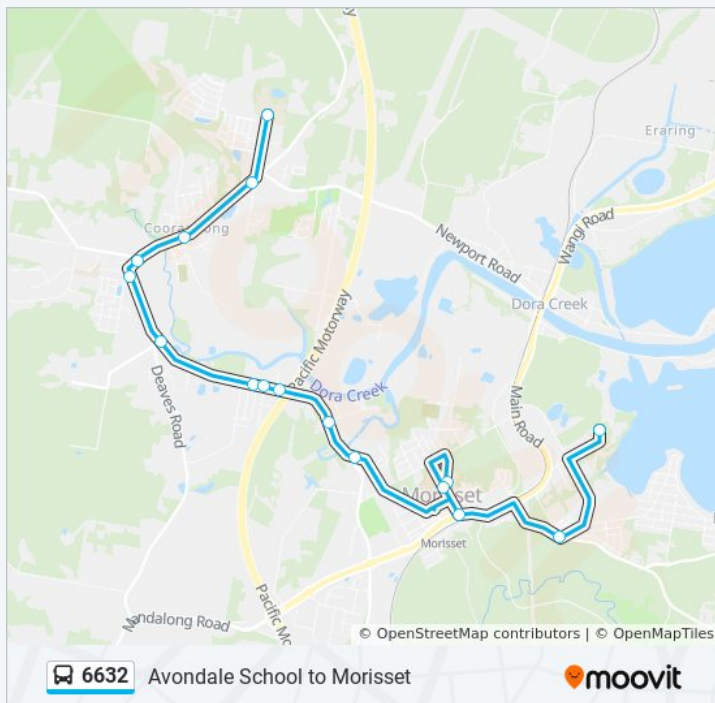 Eraring
Cooranbong
Newport Road
Wangi Road
Dora Creek
Pacific Motorway
Dora Creek
Deaves Road
Main Road
Morisset
Morisset
Mandalong Road
Pacific Mo
© OpenStreetMap contributors | © OpenMapTiles
6632 Avondale School to Morisset moovit